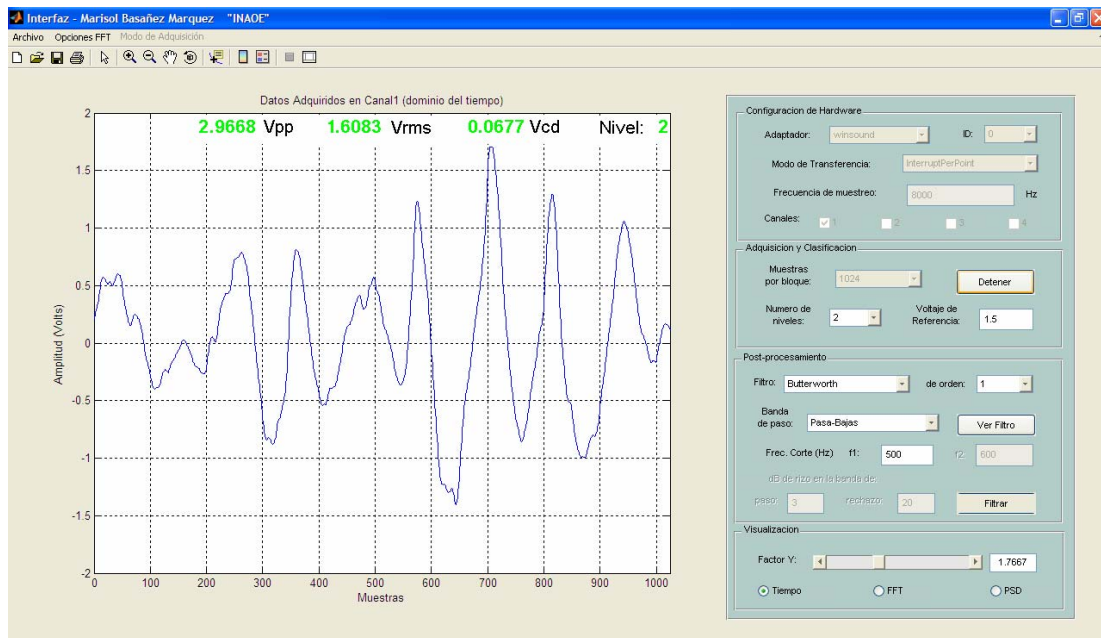 Interfaz - Marisol Basañez Marquez "INAOE"
Archivo Opciones FFT Modo de Adquisición
Datos Adquiridos en Canal1 (dominio del tiempo)
2.9668 Vpp 1.6083 Vrms 0.0677 Vcd Nivel: 2
2
1.5
1
0.5
0
-0.5
-1
-1.5
-2
Amplitud (Volts)
0 100 200 300 400 500 600 700 800 900 1000
Muestras
Configuracion de Hardware
Adaptador: winsound ID: 0
Modo de Transferencia: InterruptPerPoint
Frecuencia de muestreo: 8000 Hz
Canales: 1 2 3 4
Adquisicion y Clasificacion
Muestras
por bloque: 1024 Detener
Numero de
niveles: 2
Voltaje de
Referencia: 1.5
Post-procesamiento
Filtro: Butterworth de orden: 1
Banda
de paso: Pasa-Bajas Ver Filtro
Frec. Corte (Hz) f1: 500 f2: 600
dB de rizo en la banda de:
paso: 3 rechazo: 20 Filtrar
Visualizacion
Factor Y: 1.7667
Tiempo FFT PSD